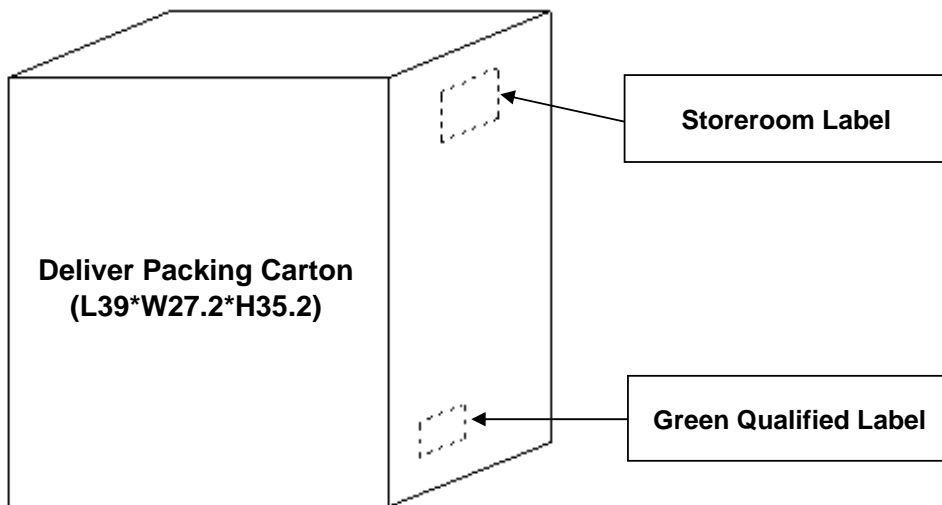 Storeroom Label
Deliver Packing Carton
(L39*W27.2*H35.2)
Green Qualified Label